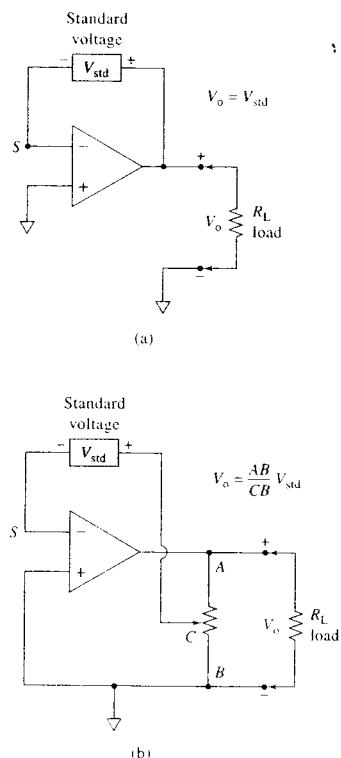 Standard
voltage
− V_std +
V_o = V_std
S
−
+
+
V_o
R_L
load
−
(a)
Standard
voltage
− V_std +
V_o = AB/CB V_std
S
−
+
A
+
C
V_o
R_L
load
B
−
(b)